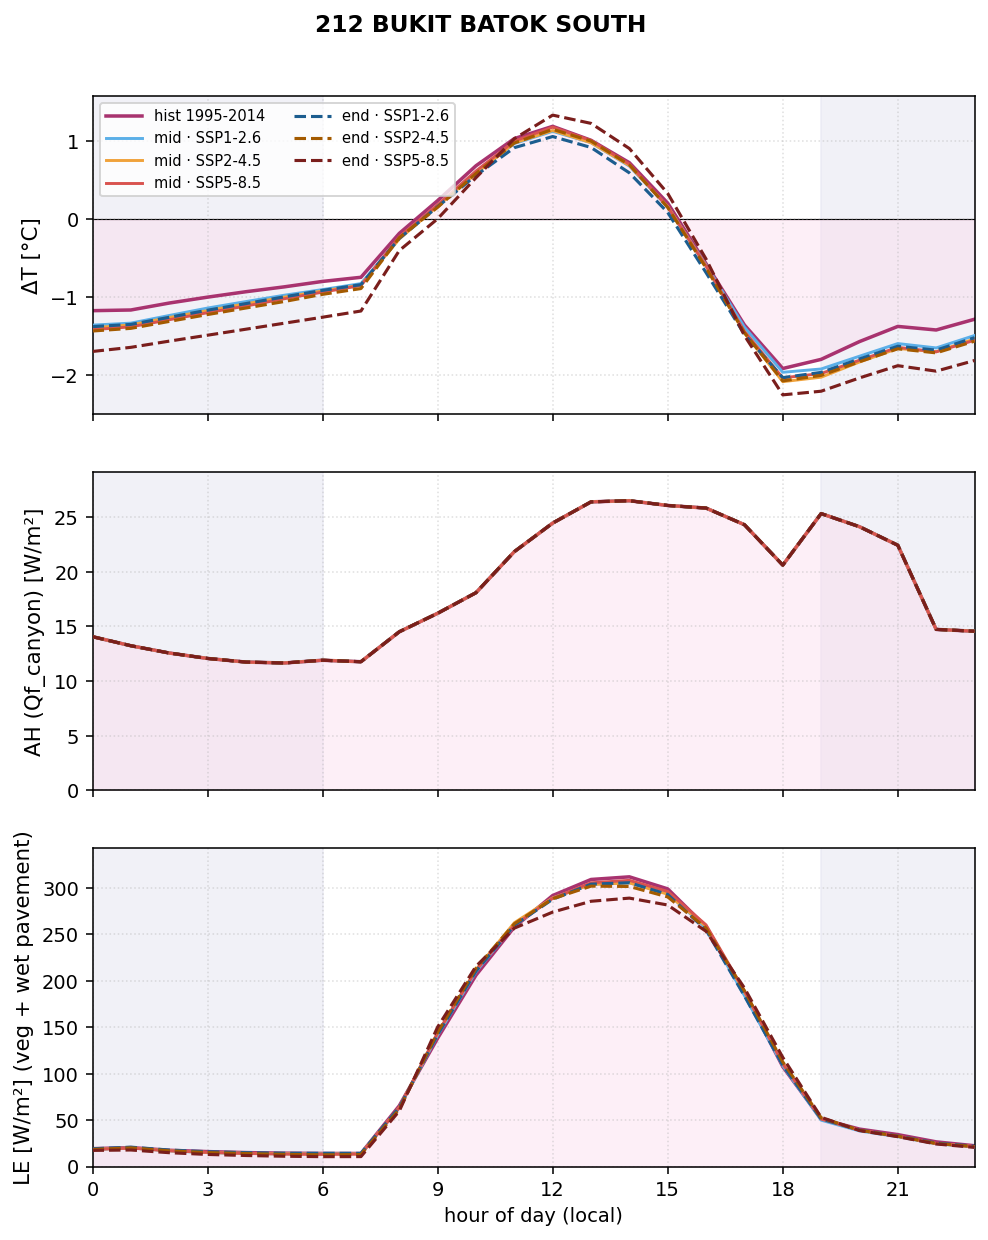 212 BUKIT BATOK SOUTH
hist 1995-2014
mid · SSP1-2.6
mid · SSP2-4.5
mid · SSP5-8.5
end · SSP1-2.6
end · SSP2-4.5
end · SSP5-8.5
ΔT [°C]
1
0
−1
−2
AH (Qf_canyon) [W/m²]
25
20
15
10
5
0
LE [W/m²] (veg + wet pavement)
300
250
200
150
100
50
0
0 3 6 9 12 15 18 21
hour of day (local)